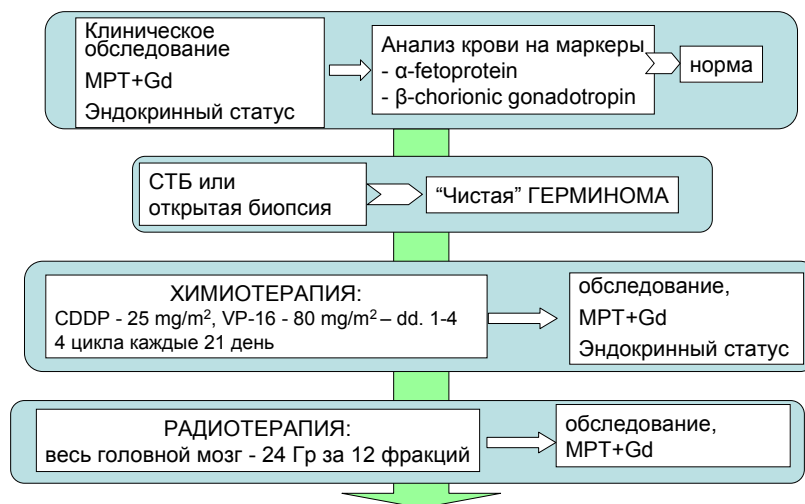 Клиническое
обследование
МРТ+Gd
Эндокринный статус
Анализ крови на маркеры
- α-fetoprotein
- β-chorionic gonadotropin
норма
СТБ или
открытая биопсия
“Чистая” ГЕРМИНОМА
ХИМИОТЕРАПИЯ:
CDDP - 25 mg/m², VP-16 - 80 mg/m² – dd. 1-4
4 цикла каждые 21 день
обследование,
МРТ+Gd
Эндокринный статус
РАДИОТЕРАПИЯ:
весь головной мозг - 24 Гр за 12 фракций
обследование,
МРТ+Gd